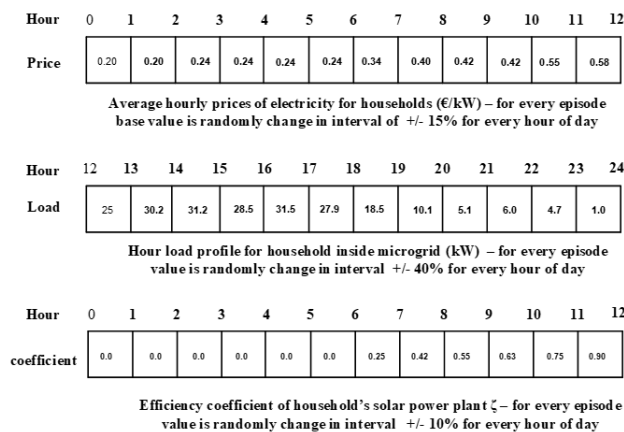 Hour 0 1 2 3 4 5 6 7 8 9 10 11 12
Price 0.20 0.20 0.24 0.24 0.24 0.24 0.34 0.40 0.42 0.42 0.55 0.58
Average hourly prices of electricity for households (€/kW) – for every episode
base value is randomly change in interval of +/- 15% for every hour of day
Hour 12 13 14 15 16 17 18 19 20 21 22 23 24
Load 25 30.2 31.2 28.5 31.5 27.9 18.5 10.1 5.1 6.0 4.7 1.0
Hour load profile for household inside microgrid (kW) – for every episode
value is randomly change in interval +/- 40% for every hour of day
Hour 0 1 2 3 4 5 6 7 8 9 10 11 12
coefficient 0.0 0.0 0.0 0.0 0.0 0.0 0.25 0.42 0.55 0.63 0.75 0.90
Efficiency coefficient of household's solar power plant ζ – for every episode
value is randomly change in interval +/- 10% for every hour of day